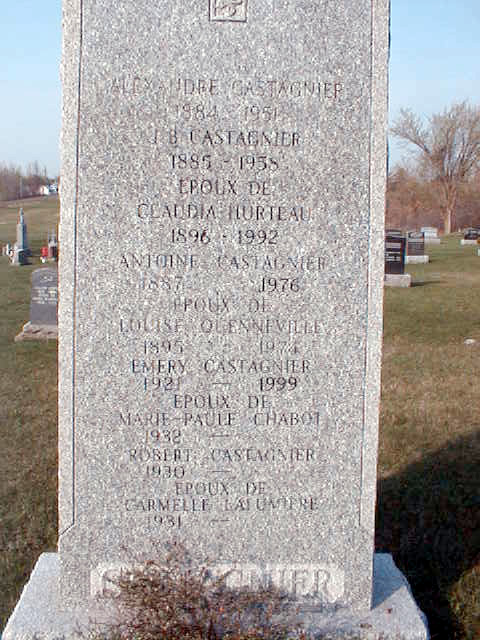 ALEXANDRE CASTAGNIER
1884 1951
J.B. CASTAGNIER
1885 - 1958
EPOUX DE
CLAUDIA HURTEAU
1896 - 1992
ANTOINE CASTAGNIER
1887 1976
EPOUX DE
LOUISE QUENNEVILLE
1895 - 1974
EMERY CASTAGNIER
1921 — 1999
EPOUX DE
MARIE-PAULE CHABOT
1932 —
ROBERT CASTAGNIER
1930 —
EPOUX DE
CARMELLE LALUMIERE
1931 —